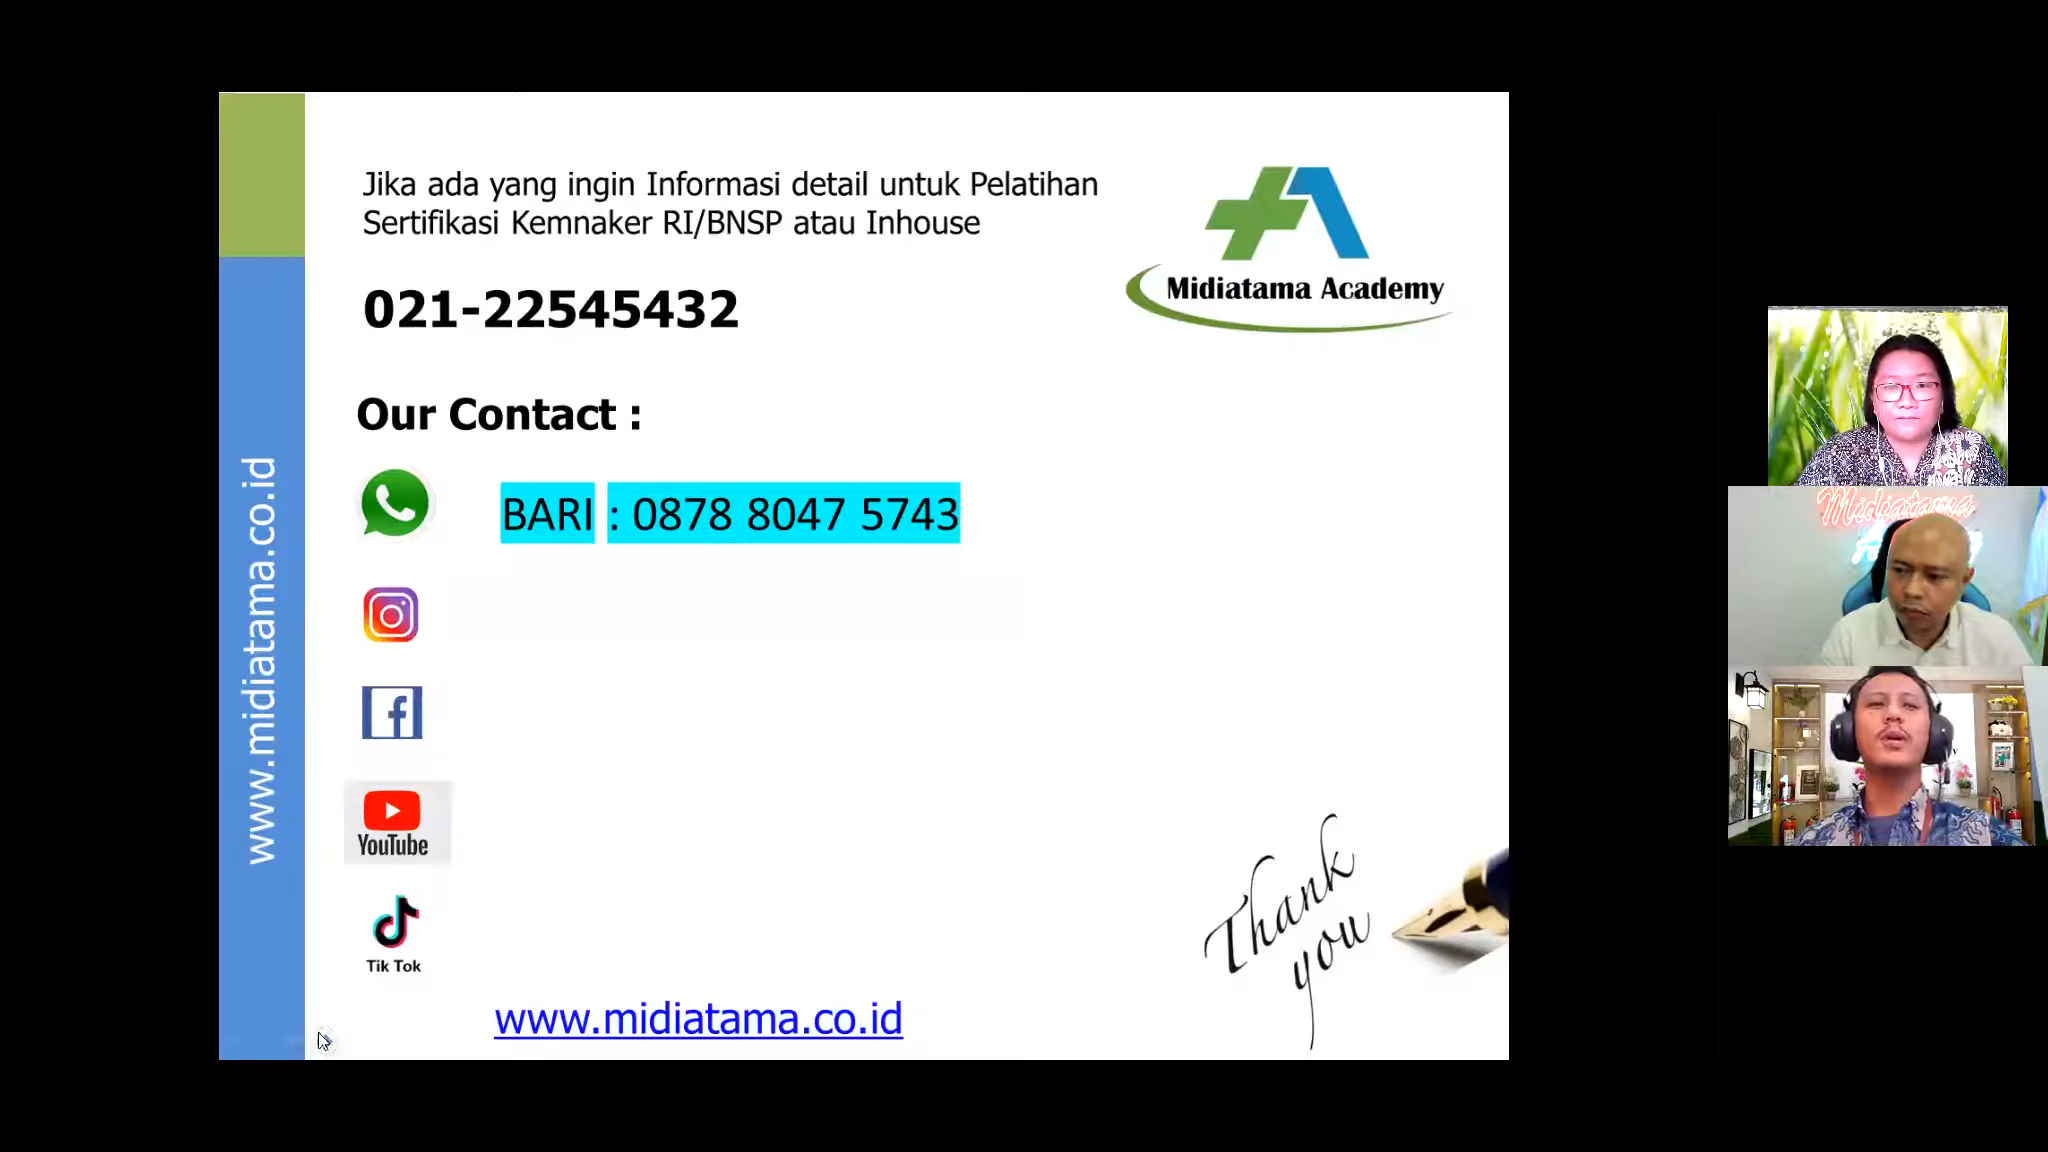 Jika ada yang ingin Informasi detail untuk Pelatihan
Sertifikasi Kemnaker RI/BNSP atau Inhouse
Midiatama Academy
021-22545432
Our Contact :
BARI : 0878 8047 5743
YouTube
Tik Tok
www.midiatama.co.id
www.midiatama.co.id
Thank
you
Midiatama